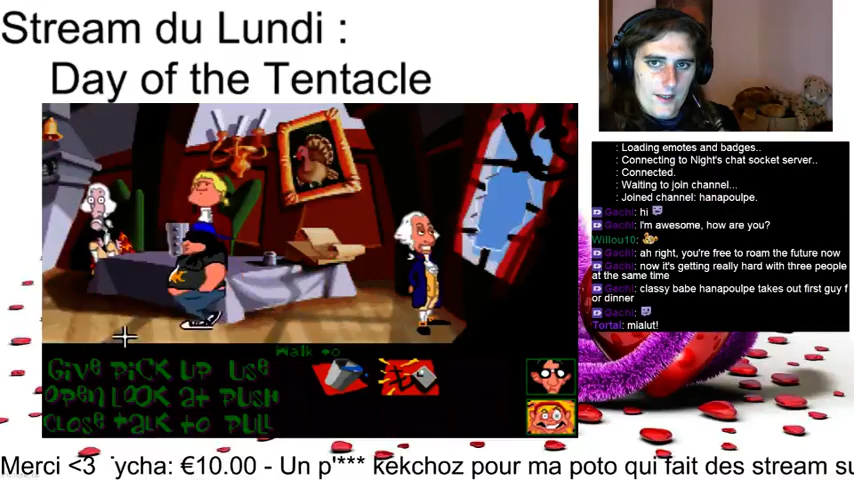 Stream du Lundi :
Day of the Tentacle
: Loading emotes and badges..
: Connecting to Night's chat socket server..
: Connected.
: Waiting to join channel...
: Joined channel: hanapoulpe.
Gachi: hi
Gachi: I'm awesome, how are you?
Willou10:
Gachi: ah right, you're free to roam the future now
Gachi: now it's getting really hard with three people
at the same time
Gachi: classy babe hanapoulpe takes out first guy f
or dinner
Gachi:
Tortal: mialut!
Walk to
Give Pick up Use
Open Look at Push
Close Talk to Pull
Merci <3 ycha: €10.00 - Un p'*** kekchoz pour ma poto qui fait des stream su